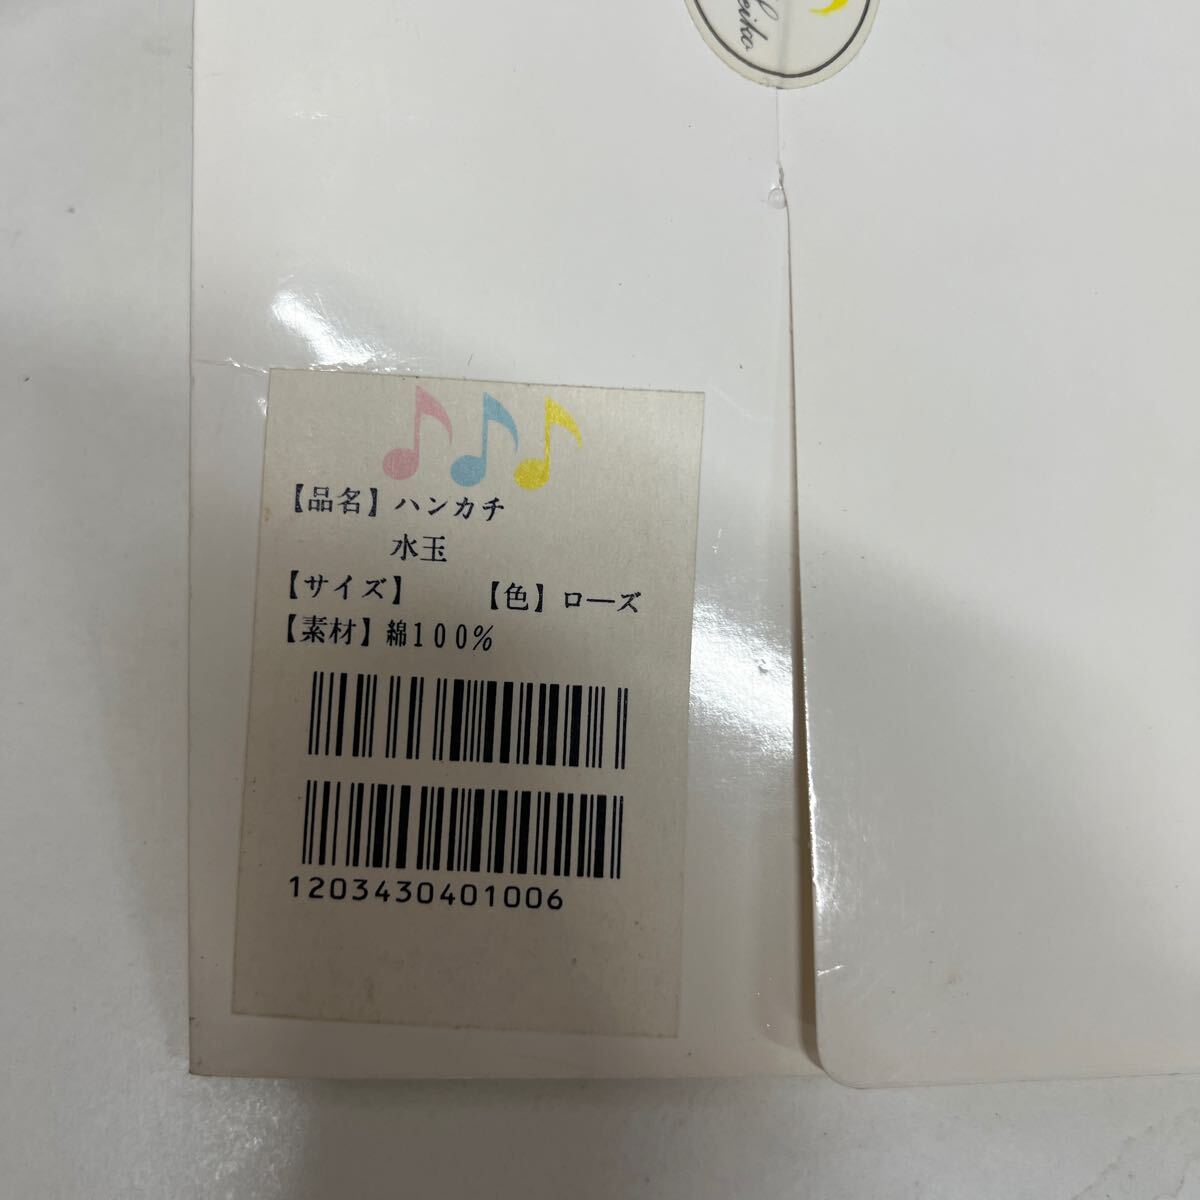 【品名】ハンカチ
水玉
【サイズ】 【色】ローズ
【素材】綿100%
1203430401006